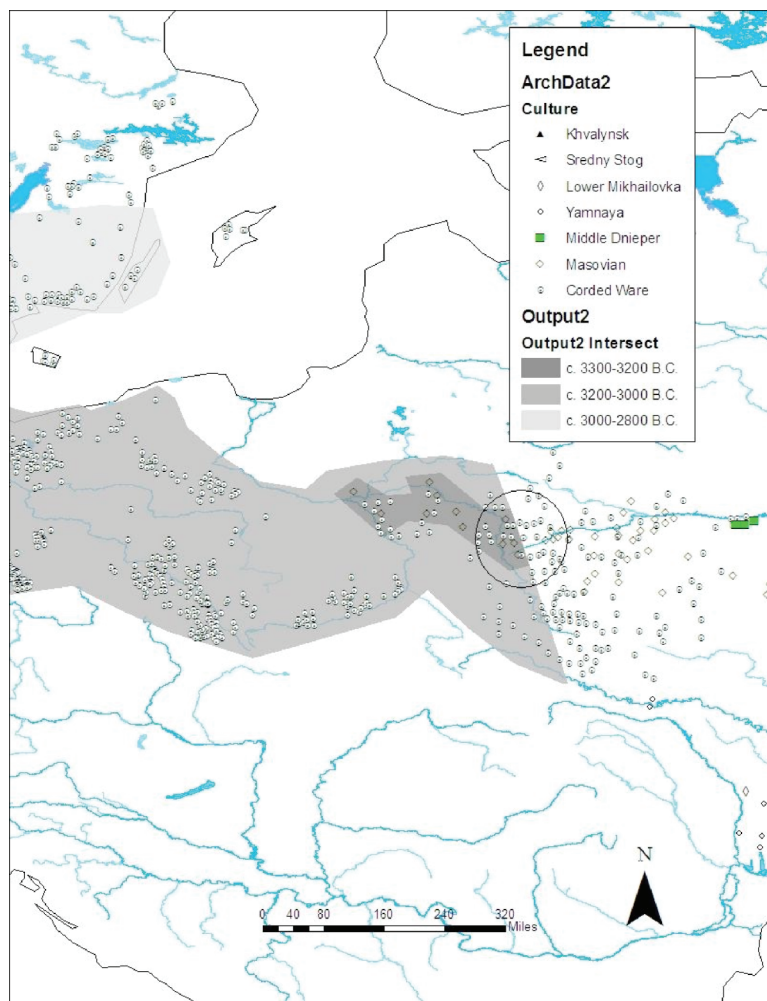 Legend
ArchData2
Culture
Khvalynsk
Sredny Stog
Lower Mikhailovka
Yamnaya
Middle Dnieper
Masovian
Corded Ware
Output2
Output2 Intersect
c. 3300-3200 B.C.
c. 3200-3000 B.C.
c. 3000-2800 B.C.
N
0 40 80 160 240 320
Miles